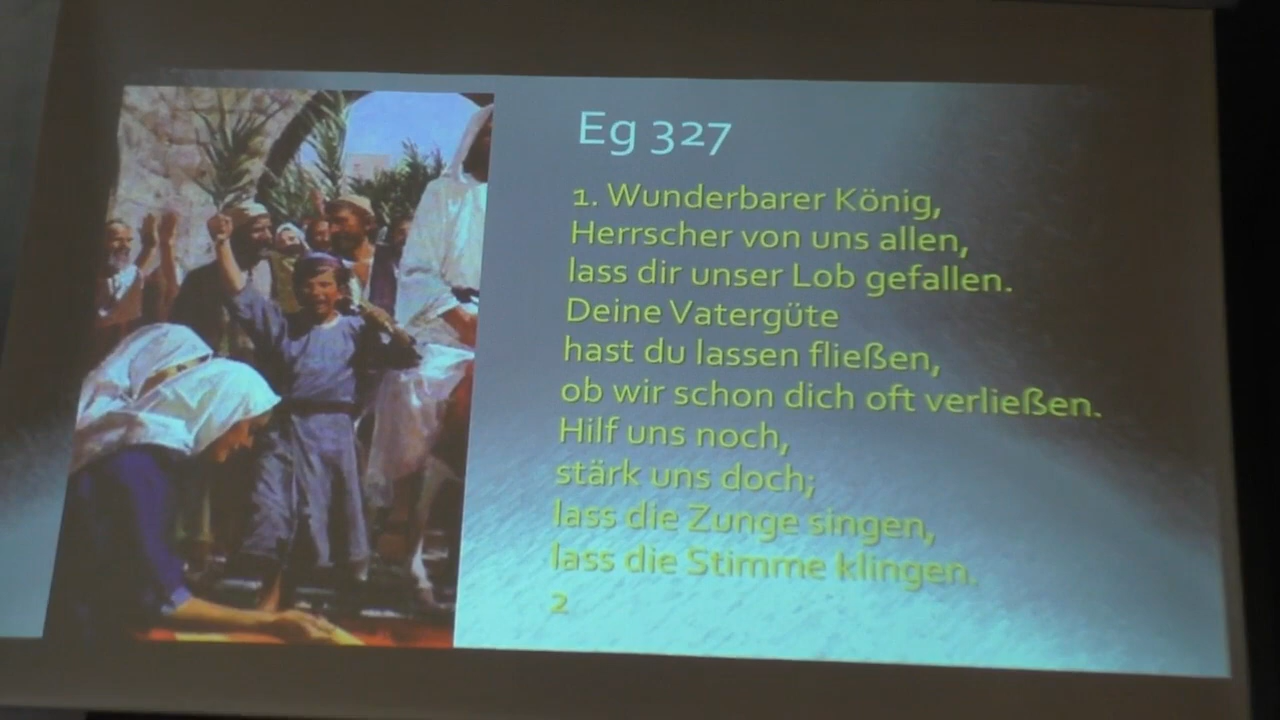 Eg 327
1. Wunderbarer König,
Herrscher von uns allen,
lass dir unser Lob gefallen.
Deine Vatergüte
hast du lassen fließen,
ob wir schon dich oft verließen.
Hilf uns noch,
stärk uns doch;
lass die Zunge singen,
lass die Stimme klingen.
2